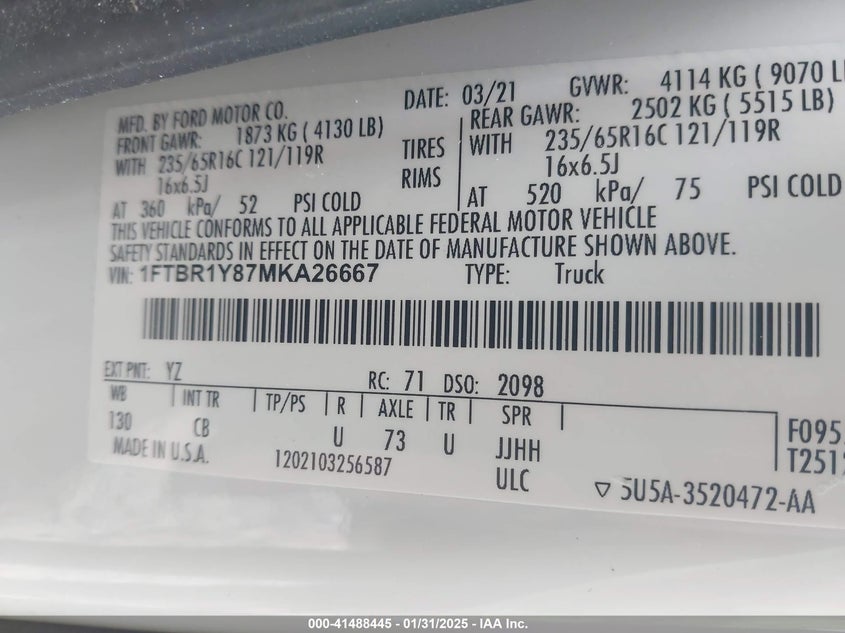 MFD. BY FORD MOTOR CO. DATE: 03/21 GVWR: 4114 KG ( 9070 L
FRONT GAWR: 1873 KG ( 4130 LB) REAR GAWR: 2502 KG ( 5515 LB)
WITH 235/65R16C 121/119R TIRES WITH 235/65R16C 121/119R
16x6.5J RIMS 16x6.5J
AT 360 kPa/ 52 PSI COLD AT 520 kPa/ 75 PSI COLD
THIS VEHICLE CONFORMS TO ALL APPLICABLE FEDERAL MOTOR VEHICLE
SAFETY STANDARDS IN EFFECT ON THE DATE OF MANUFACTURE SHOWN ABOVE.
VIN: 1FTBR1Y87MKA26667 TYPE: Truck
EXT PNT: YZ RC: 71 DSO: 2098
WB INT TR TP/PS R AXLE TR SPR
130 CB U 73 U JJHH F095
MADE IN U.S.A. 1202103256587 ULC T251
▽ 5U5A-3520472-AA
000-41488445 - 01/31/2025 - IAA Inc.